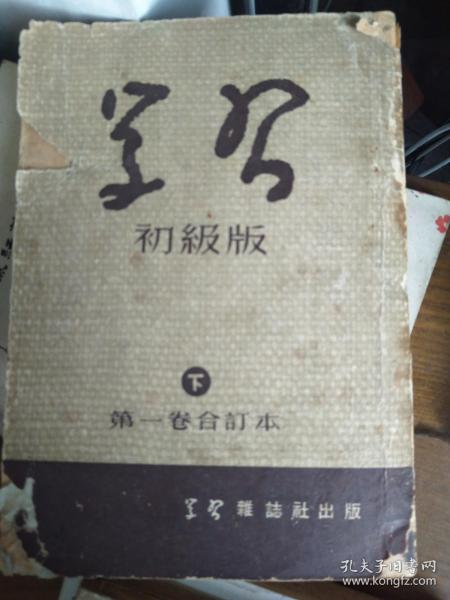 学习
初級版
下
第一卷合訂本
学习雜誌社出版
孔夫子旧书网
www.kongfz.com